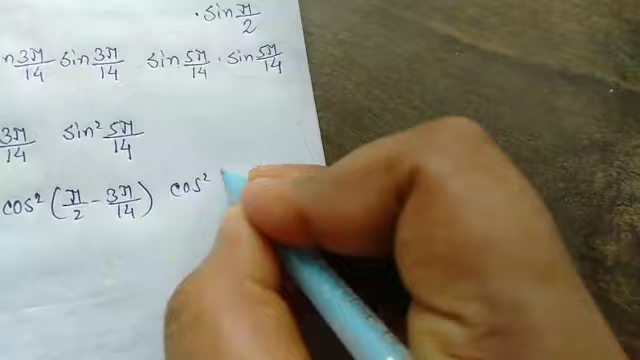 · sin π/2
n 3π/14 sin 3π/14 sin 5π/14 · sin 5π/14
3π/14 sin² 5π/14
cos² (π/2 - 3π/14) cos²